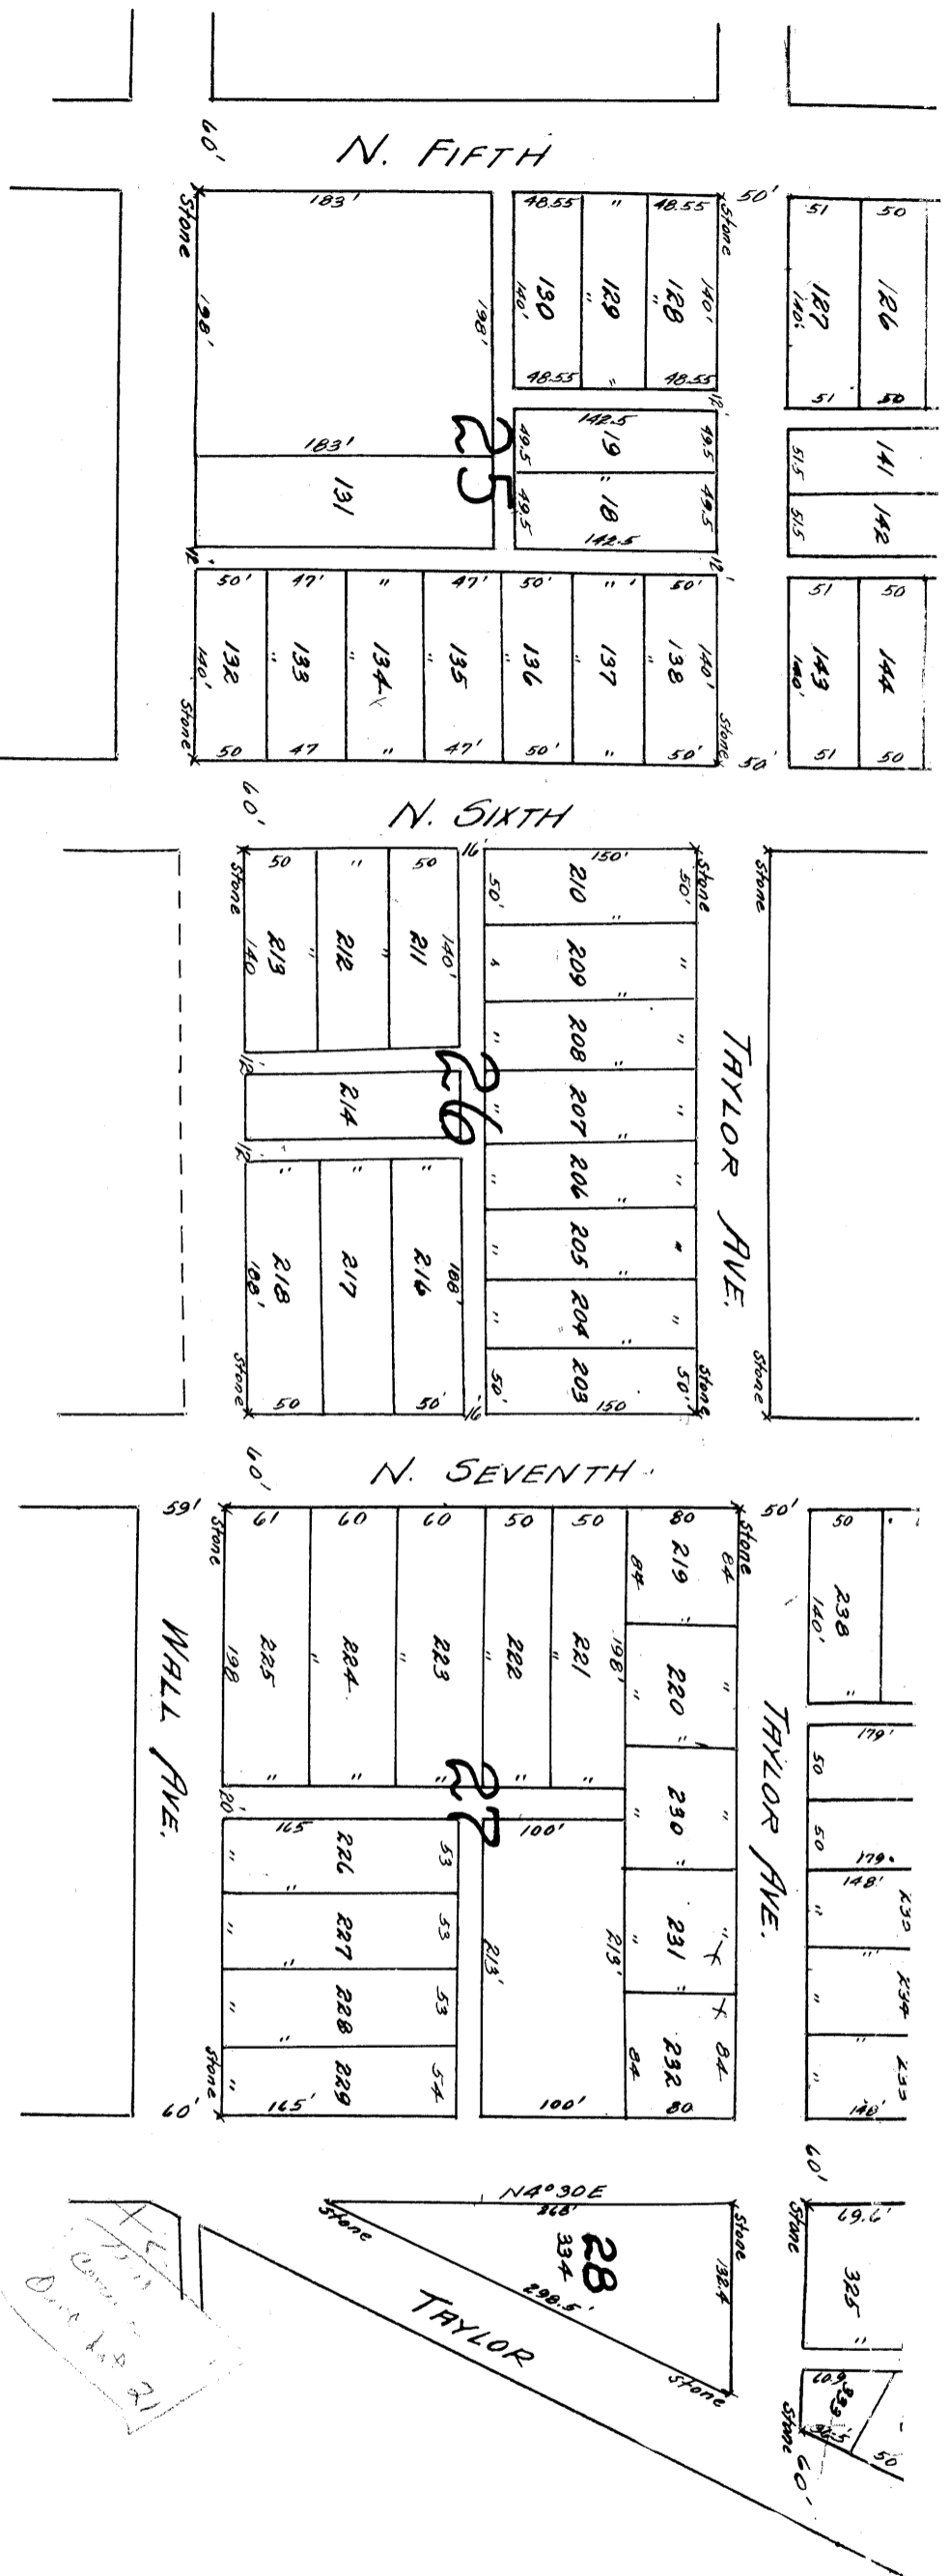 N. FIFTH
60'
Stone
183'
198'
198'
183'
131
25
48.55 " 48.55
130 129 128
140' " " 140'
48.55 " 48.55
Stone
50'
12'
142.5
49.5 19 49.5
"
49.5 18 49.5
142.5
51 50
127 126
140'
51 50
141
51.5
142
51.5
12'
12'
50' 47' " 47' 50' " 50'
132 133 134 x 135 136 137 138
140' " " " " " " 140'
50 47 " 47' 50' " 50'
Stone
Stone
50'
51 50
143 144
140'
51 50
N. SIXTH
60'
Stone
16'
50 " 50
213 212 211
140 " " 140'
12'
214
12'
26
" " "
218 217 216
188' 188'
50 50'
Stone
16'
150'
50' 210 50'
" 209 "
" 208 "
" 207 "
" 206 "
" 205 "
" 204 "
50' 203 50'
150
Stone
Stone
Stone
Stone
TAYLOR AVE.
N. SEVENTH
60'
59'
Stone
61 60 60 50 50 80
225 224 223 222 221
198 " " " " 198'
" " " " "
84 219 84
" 220 "
" 230 "
" 231 " x
84 232 84 x
80
Stone
50'
50
238
140'
"
27
20'
165
226 53
227 53
228 53
229 54
165'
Stone
60'
100'
213'
213'
100'
WALL AVE.
TAYLOR AVE.
179'
50
50
179.
148'
148'
60'
N4°30E
268'
28
334
298.5'
132.4
Stone
Stone
Stone
TAYLOR
Stone
69.6'
325
"
60.9
Stone
50
60'